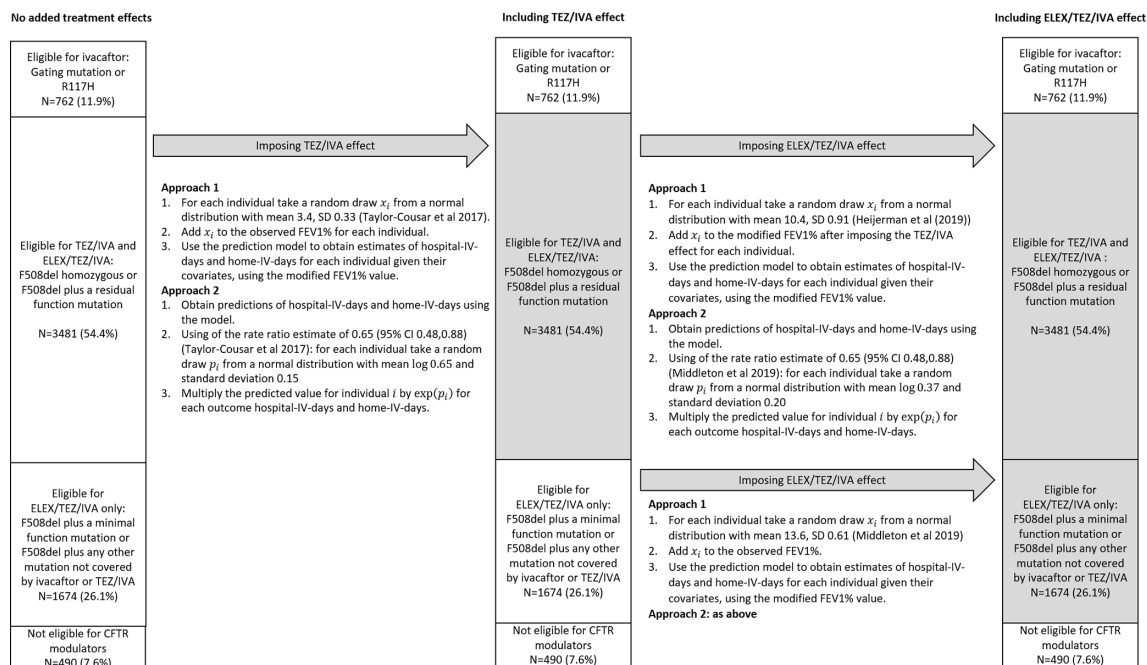 No added treatment effects
Including TEZ/IVA effect
Including ELEX/TEZ/IVA effect
Eligible for ivacaftor:
Gating mutation or
R117H
N=762 (11.9%)
Eligible for TEZ/IVA and
ELEX/TEZ/IVA:
F508del homozygous or
F508del plus a residual
function mutation
N=3481 (54.4%)
Eligible for
ELEX/TEZ/IVA only:
F508del plus a minimal
function mutation or
F508del plus any other
mutation not covered
by ivacaftor or TEZ/IVA
N=1674 (26.1%)
Not eligible for CFTR
modulators
N=490 (7.6%)
Imposing TEZ/IVA effect
Approach 1
1. For each individual take a random draw x_i from a normal
distribution with mean 3.4, SD 0.33 (Taylor-Cousar et al 2017).
2. Add x_i to the observed FEV1% for each individual.
3. Use the prediction model to obtain estimates of hospital-IV-
days and home-IV-days for each individual given their
covariates, using the modified FEV1% value.
Approach 2
1. Obtain predictions of hospital-IV-days and home-IV-days using
the model.
2. Using of the rate ratio estimate of 0.65 (95% CI 0.48,0.88)
(Taylor-Cousar et al 2017): for each individual take a random
draw p_i from a normal distribution with mean log 0.65 and
standard deviation 0.15
3. Multiply the predicted value for individual i by exp(p_i) for
each outcome hospital-IV-days and home-IV-days.
Eligible for ivacaftor:
Gating mutation or
R117H
N=762 (11.9%)
Eligible for TEZ/IVA and
ELEX/TEZ/IVA:
F508del homozygous or
F508del plus a residual
function mutation
N=3481 (54.4%)
Eligible for
ELEX/TEZ/IVA only:
F508del plus a minimal
function mutation or
F508del plus any other
mutation not covered
by ivacaftor or TEZ/IVA
N=1674 (26.1%)
Not eligible for CFTR
modulators
N=490 (7.6%)
Imposing ELEX/TEZ/IVA effect
Approach 1
1. For each individual take a random draw x_i from a normal
distribution with mean 10.4, SD 0.91 (Heijerman et al (2019))
2. Add x_i to the modified FEV1% after imposing the TEZ/IVA
effect for each individual.
3. Use the prediction model to obtain estimates of hospital-IV-
days and home-IV-days for each individual given their
covariates, using the modified FEV1% value.
Approach 2
1. Obtain predictions of hospital-IV-days and home-IV-days using
the model.
2. Using of the rate ratio estimate of 0.65 (95% CI 0.48,0.88)
(Middleton et al 2019): for each individual take a random
draw p_i from a normal distribution with mean log 0.37 and
standard deviation 0.20
3. Multiply the predicted value for individual i by exp(p_i) for
each outcome hospital-IV-days and home-IV-days.
Imposing ELEX/TEZ/IVA effect
Approach 1
1. For each individual take a random draw x_i from a normal
distribution with mean 13.6, SD 0.61 (Middleton et al 2019)
2. Add x_i to the observed FEV1%.
3. Use the prediction model to obtain estimates of hospital-IV-
days and home-IV-days for each individual given their
covariates, using the modified FEV1% value.
Approach 2: as above
Eligible for ivacaftor:
Gating mutation or
R117H
N=762 (11.9%)
Eligible for TEZ/IVA and
ELEX/TEZ/IVA :
F508del homozygous or
F508del plus a residual
function mutation
N=3481 (54.4%)
Eligible for
ELEX/TEZ/IVA only:
F508del plus a minimal
function mutation or
F508del plus any other
mutation not covered
by ivacaftor or TEZ/IVA
N=1674 (26.1%)
Not eligible for CFTR
modulators
N=490 (7.6%)